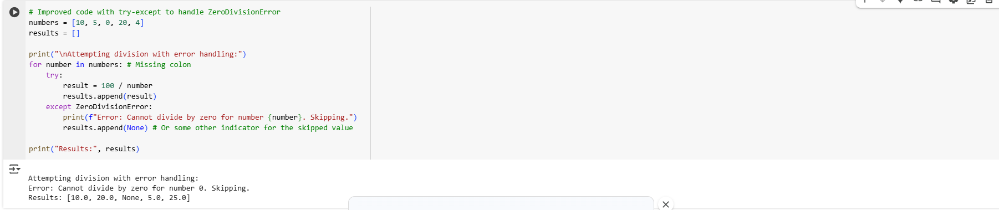 # Improved code with try-except to handle ZeroDivisionError
numbers = [10, 5, 0, 20, 4]
results = []

print("\nAttempting division with error handling:")
for number in numbers: # Missing colon
    try:
        result = 100 / number
        results.append(result)
    except ZeroDivisionError:
        print(f"Error: Cannot divide by zero for number {number}. Skipping.")
        results.append(None) # Or some other indicator for the skipped value

print("Results:", results)

Attempting division with error handling:
Error: Cannot divide by zero for number 0. Skipping.
Results: [10.0, 20.0, None, 5.0, 25.0]